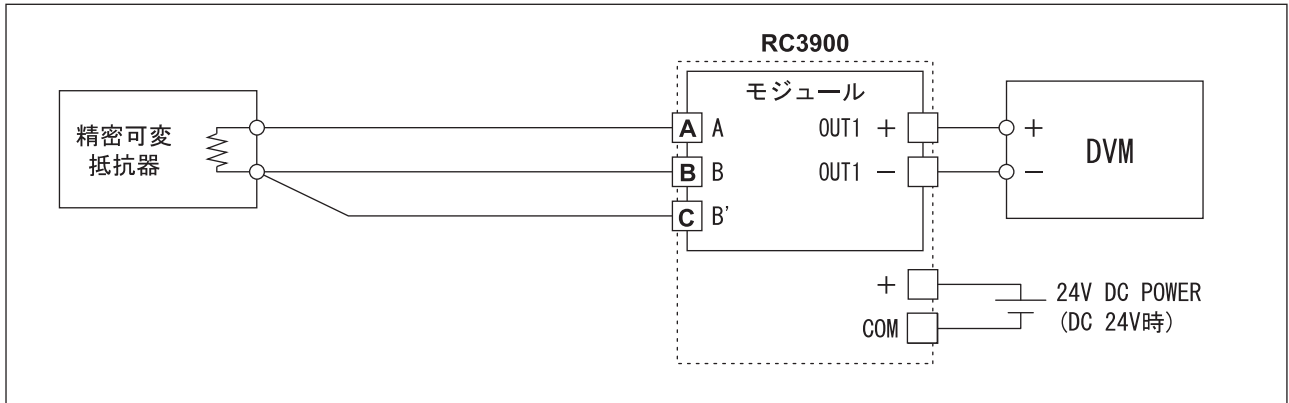 RC3900
モジュール
精密可変
抵抗器
A A
B B
C B'
OUT1 +
OUT1 −
+
−
DVM
+
COM
24V DC POWER
(DC 24V時)